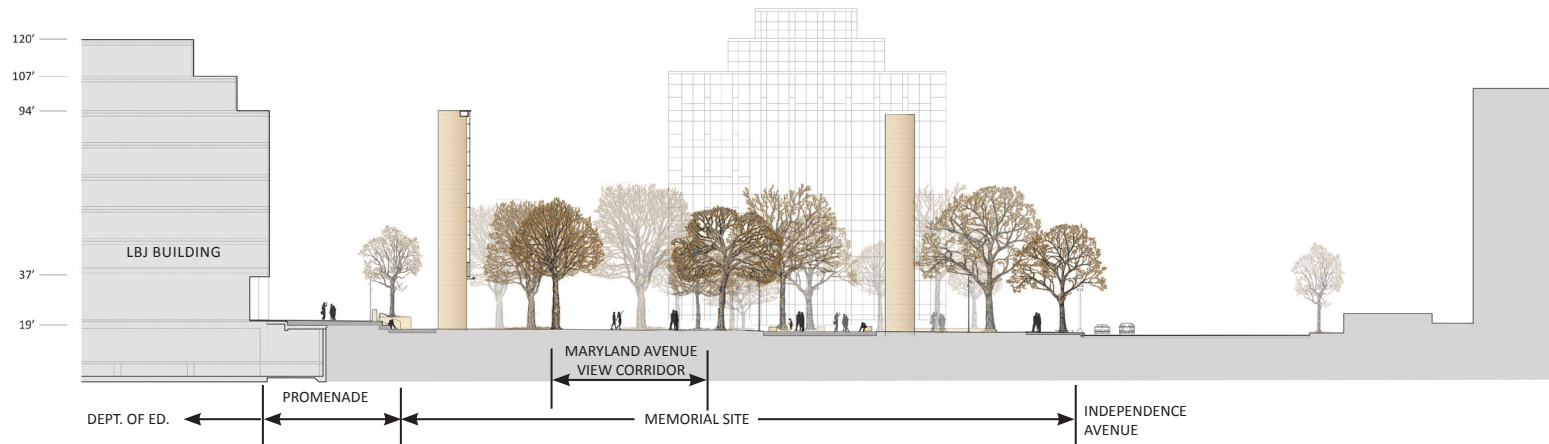 120’
107’
94’
37’
19’
LBJ BUILDING
MARYLAND AVENUE
VIEW CORRIDOR
PROMENADE
DEPT. OF ED.
MEMORIAL SITE
INDEPENDENCE
AVENUE